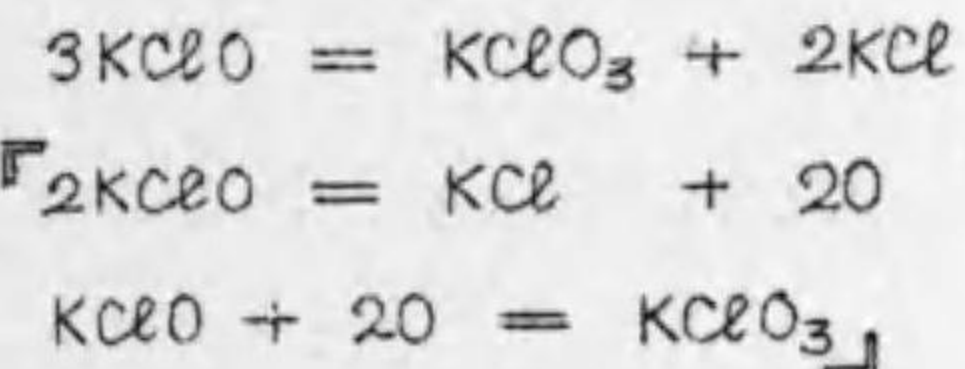 3KClO = KClO₃ + 2KCl
『2KClO = KCl + 2O
KClO + 2O = KClO₃』